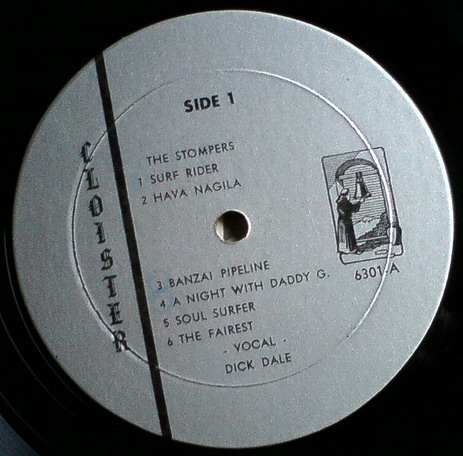 SIDE 1
CLOISTER
THE STOMPERS
1 SURF RIDER
2 HAVA NAGILA
3 BANZAI PIPELINE
4 A NIGHT WITH DADDY G.
5 SOUL SURFER
6 THE FAIREST
- VOCAL -
DICK DALE
6301-A